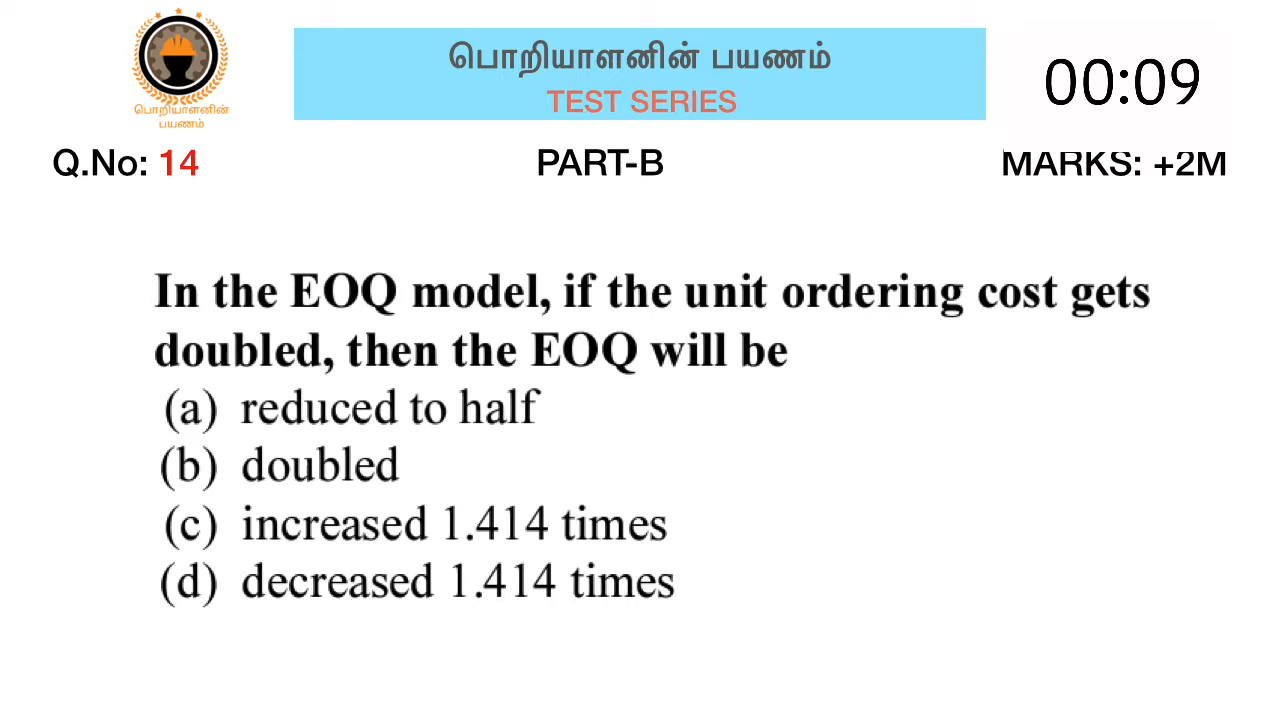 பொறியாளனின் பயணம்
TEST SERIES
00:09
பொறியாளனின்
பயணம்
Q.No: 14
PART-B
MARKS: +2M
In the EOQ model, if the unit ordering cost gets
doubled, then the EOQ will be
(a) reduced to half
(b) doubled
(c) increased 1.414 times
(d) decreased 1.414 times